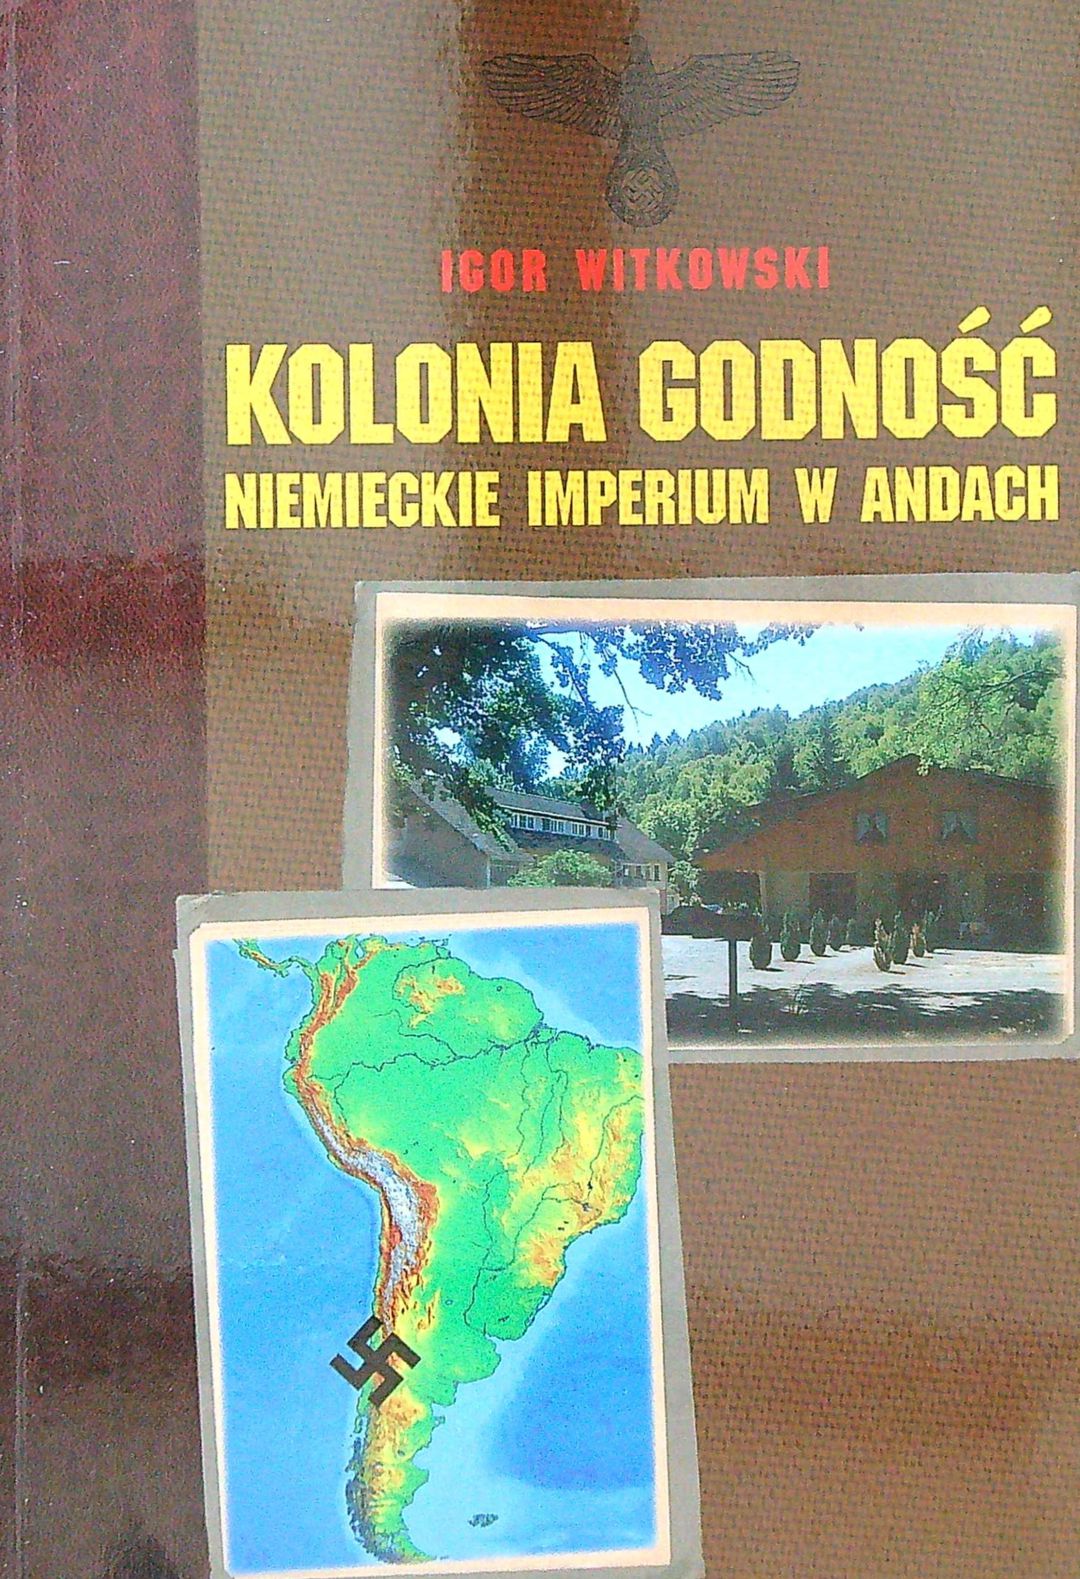 IGOR WITKOWSKI
KOLONIA GODNOŚĆ
NIEMIECKIE IMPERIUM W ANDACH